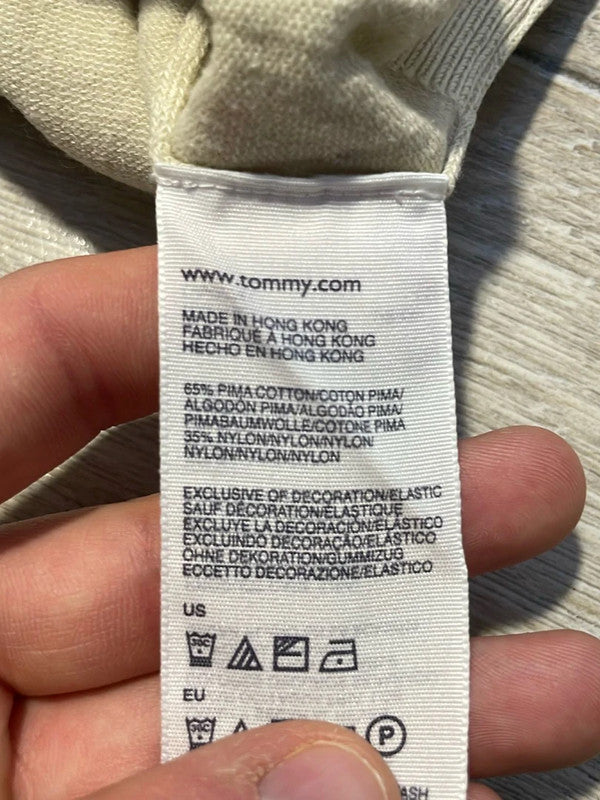 www.tommy.com
MADE IN HONG KONG
FABRIQUÉ À HONG KONG
HECHO EN HONG KONG
65% PIMA COTTON/COTON PIMA/
ALGODÓN PIMA/ALGODÃO PIMA/
PIMABAUMWOLLE/COTONE PIMA
35% NYLON/NYLON/NYLON/
NYLON/NYLON/NYLON
EXCLUSIVE OF DECORATION/ELASTIC
SAUF DÉCORATION/ÉLASTIQUE
EXCLUYE LA DECORACIÓN/ELÁSTICO
EXCLUINDO DECORAÇÃO/ELÁSTICO
OHNE DEKORATION/GUMMIZUG
ECCETTO DECORAZIONE/ELASTICO
US
EU
P